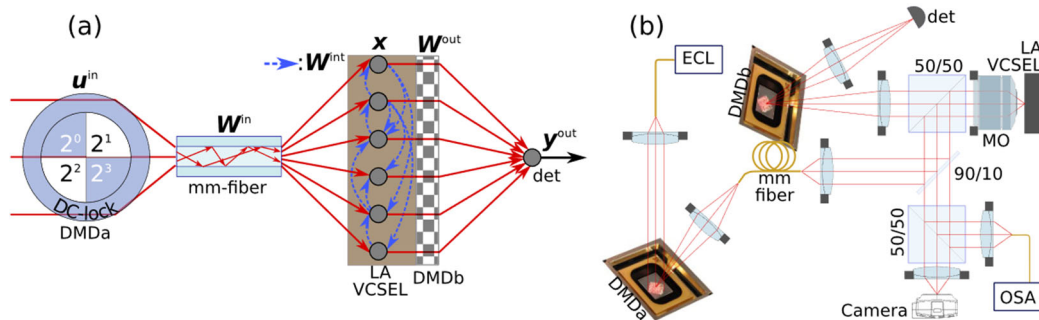 (a)
u^in
2^0 2^1
2^2 2^3
DC-lock
DMDa
W^in
mm-fiber
:W^int
x
W^out
LA
VCSEL
DMDb
y^out
det
(b)
ECL
DMDb
det
50/50
LA
VCSEL
MO
mm
fiber
90/10
50/50
DMDa
Camera
OSA